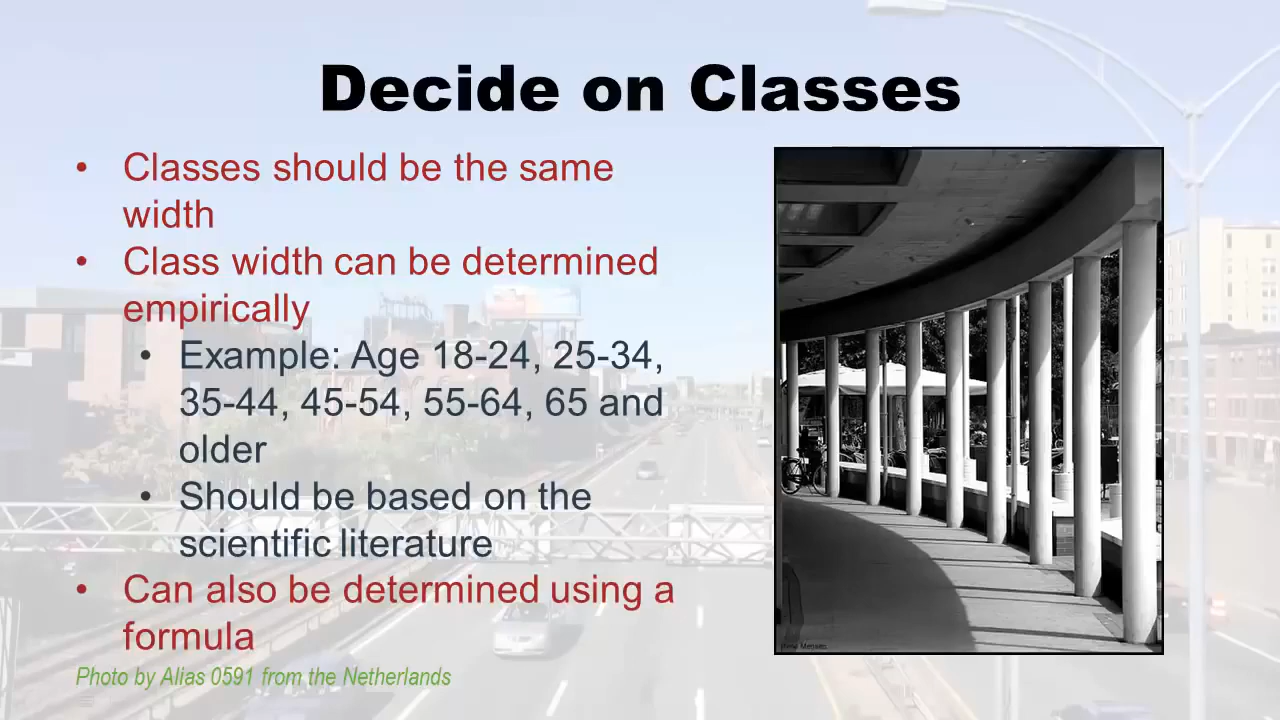 Decide on Classes
• Classes should be the same
width
• Class width can be determined
empirically
• Example: Age 18-24, 25-34,
35-44, 45-54, 55-64, 65 and
older
• Should be based on the
scientific literature
• Can also be determined using a
formula
Photo by Alias 0591 from the Netherlands